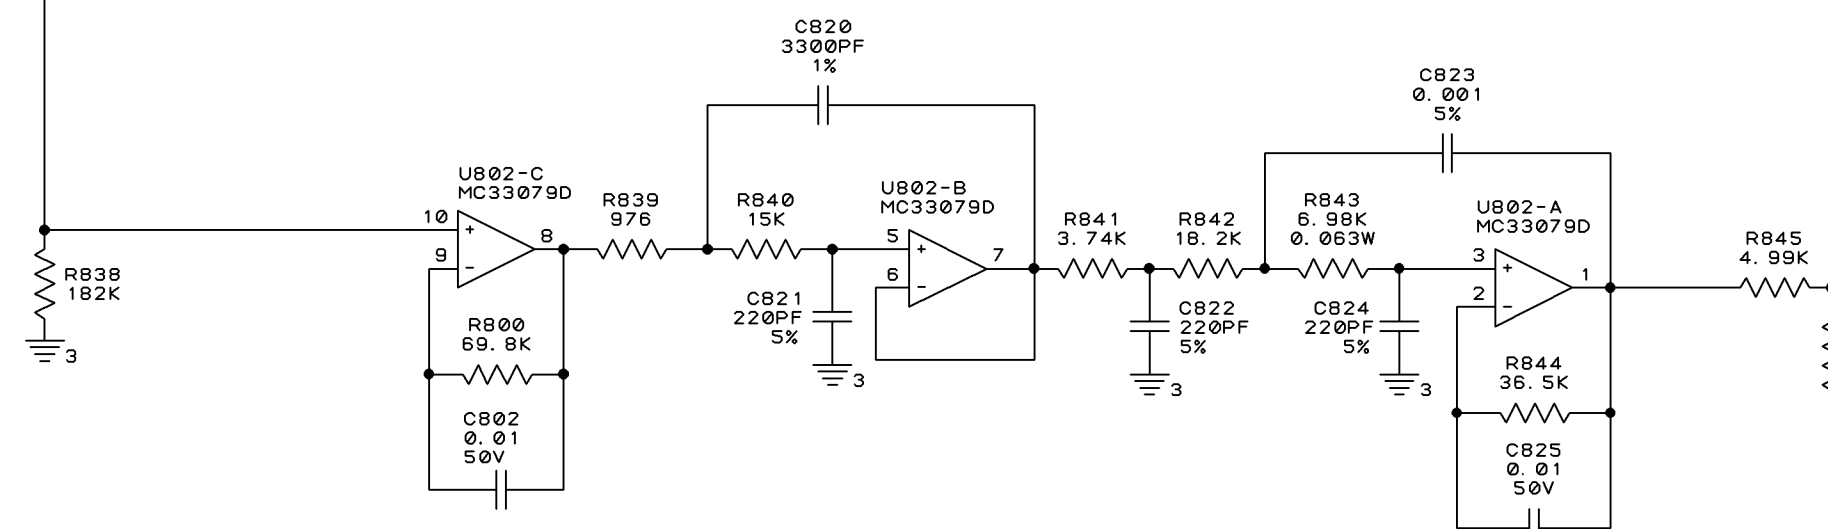 C820
3300PF
1%
C823
0.001
5%
U802-C
MC33079D
10
+
9
-
8
R839
976
R840
15K
U802-B
MC33079D
5
+
6
-
7
R841
3.74K
R842
18.2K
R843
6.98K
0.063W
U802-A
MC33079D
3
+
2
-
1
R845
4.99K
R838
182K
3
R800
69.8K
C802
0.01
50V
C821
220PF
5%
3
C822
220PF
5%
3
C824
220PF
5%
3
R844
36.5K
C825
0.01
50V